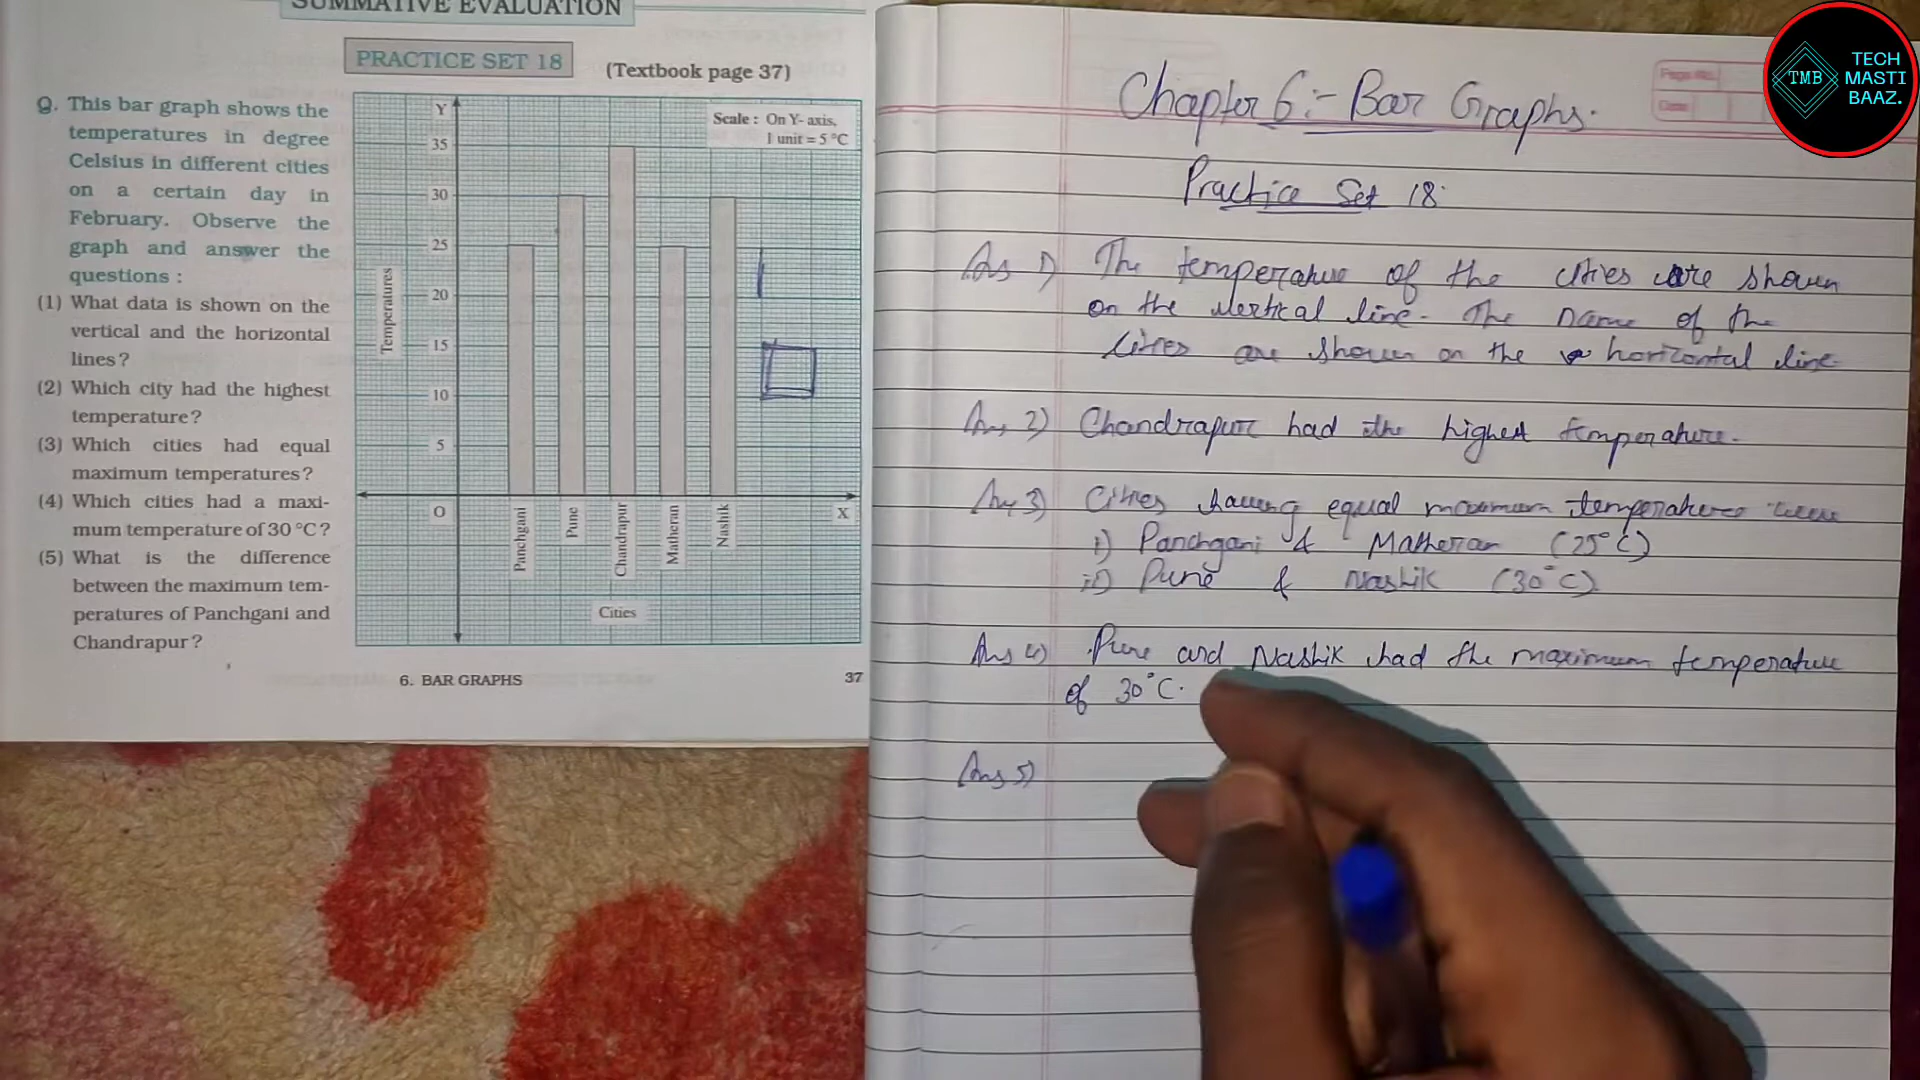 SUMMATIVE EVALUATION
PRACTICE SET 18
(Textbook page 37)
Q. This bar graph shows the
temperatures in degree
Celsius in different cities
on a certain day in
February. Observe the
graph and answer the
questions :
(1) What data is shown on the
vertical and the horizontal
lines?
(2) Which city had the highest
temperature?
(3) Which cities had equal
maximum temperatures?
(4) Which cities had a maxi-
mum temperature of 30 °C?
(5) What is the difference
between the maximum tem-
peratures of Panchgani and
Chandrapur?
Y
Scale : On Y- axis,
1 unit = 5 °C
35
30
25
20
15
10
5
O
X
Temperatures
Panchgani
Pune
Chandrapur
Matheran
Nashik
Cities
6. BAR GRAPHS
37
Chapter 6:- Bar Graphs.
Practice Set 18.
Ans 1) The temperature of the cities are shown
on the vertical line. The name of the
cities are shown on the horizontal line
Ans 2) Chandrapur had the highest temperature.
Ans 3) Cities having equal maximum temperatures were
i) Panchgani & Matheran (25°C)
ii) Pune & Nashik (30°C)
Ans 4) Pune and Nashik had the maximum temperature
of 30°C.
Ans 5)
Page No.
Date
TMB
TECH
MASTI
BAAZ.